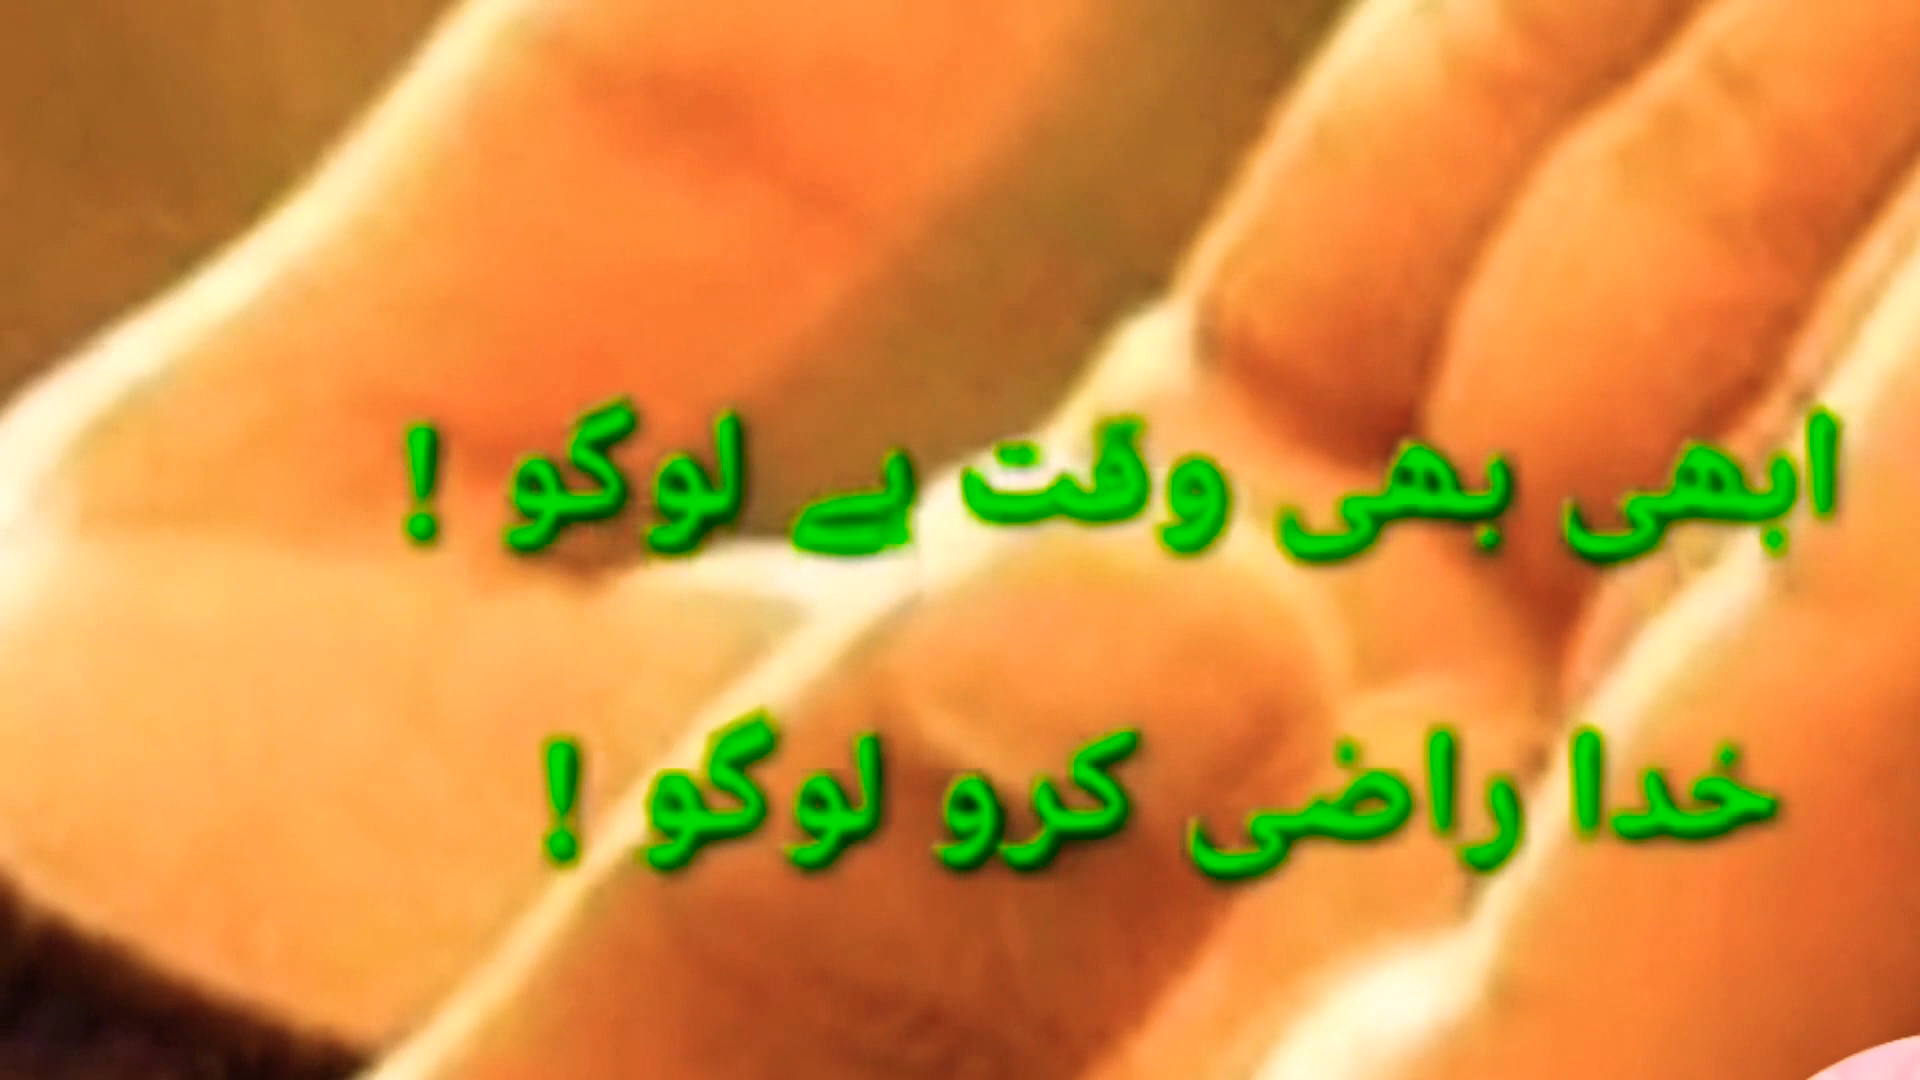 ابھی بھی وقت ہے لوگو !
خدا راضی کرو لوگو !